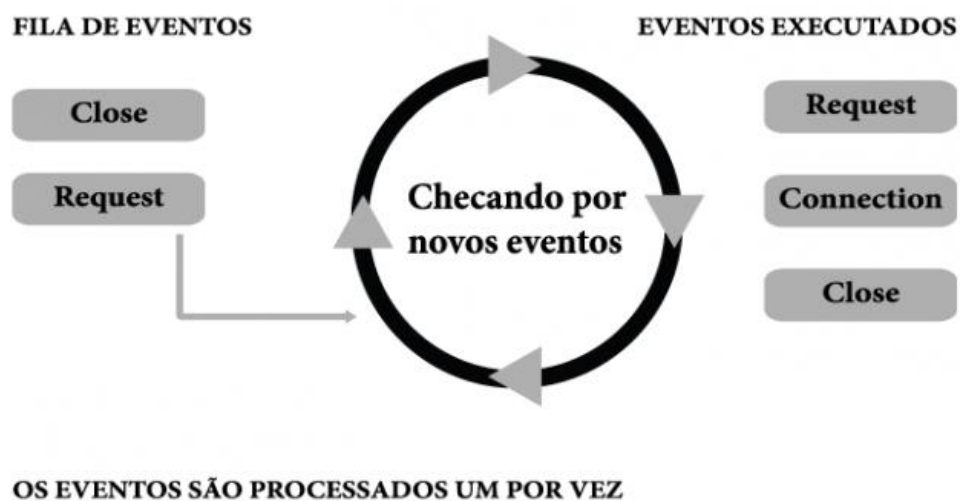 FILA DE EVENTOS
EVENTOS EXECUTADOS
Close
Request
Checando por
novos eventos
Request
Connection
Close
OS EVENTOS SÃO PROCESSADOS UM POR VEZ